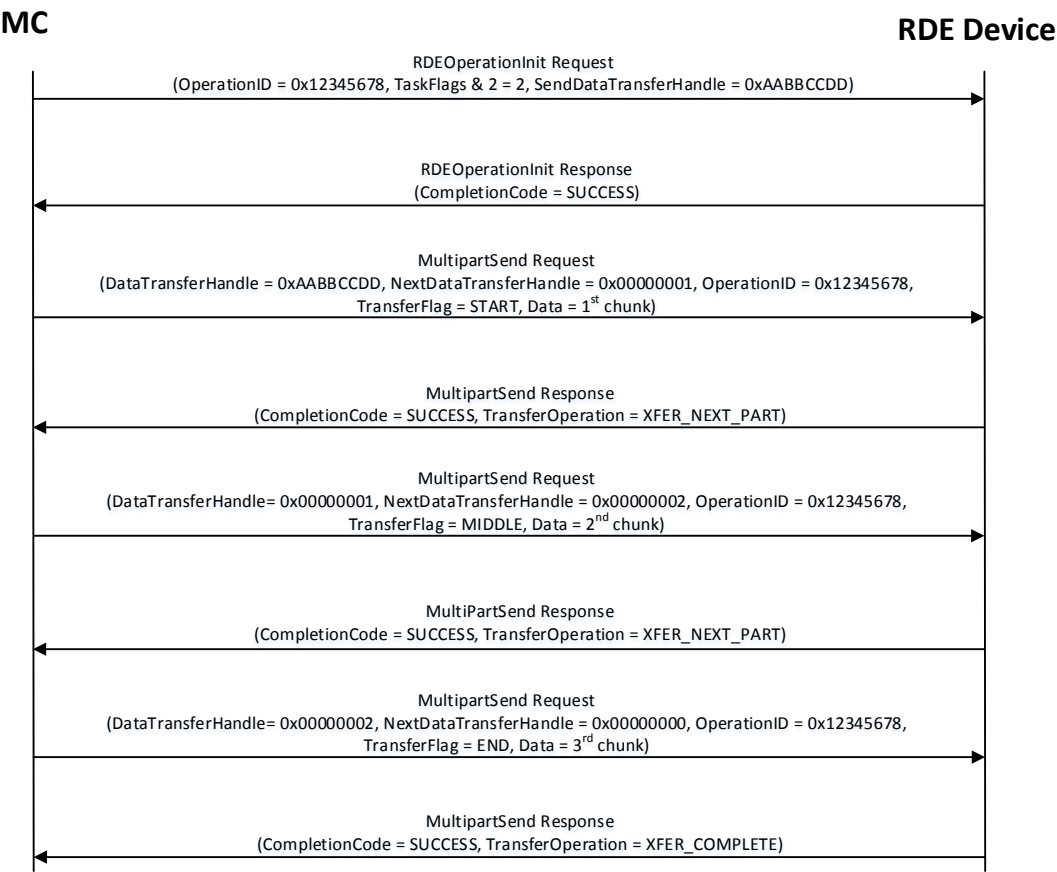 MC
RDE Device
RDEOperationInit Request
(OperationID = 0x12345678, TaskFlags & 2 = 2, SendDataTransferHandle = 0xAABBCCDD)
RDEOperationInit Response
(CompletionCode = SUCCESS)
MultipartSend Request
(DataTransferHandle = 0xAABBCCDD, NextDataTransferHandle = 0x00000001, OperationID = 0x12345678,
TransferFlag = START, Data = 1st chunk)
MultipartSend Response
(CompletionCode = SUCCESS, TransferOperation = XFER_NEXT_PART)
MultipartSend Request
(DataTransferHandle= 0x00000001, NextDataTransferHandle = 0x00000002, OperationID = 0x12345678,
TransferFlag = MIDDLE, Data = 2nd chunk)
MultiPartSend Response
(CompletionCode = SUCCESS, TransferOperation = XFER_NEXT_PART)
MultipartSend Request
(DataTransferHandle= 0x00000002, NextDataTransferHandle = 0x00000000, OperationID = 0x12345678,
TransferFlag = END, Data = 3rd chunk)
MultipartSend Response
(CompletionCode = SUCCESS, TransferOperation = XFER_COMPLETE)